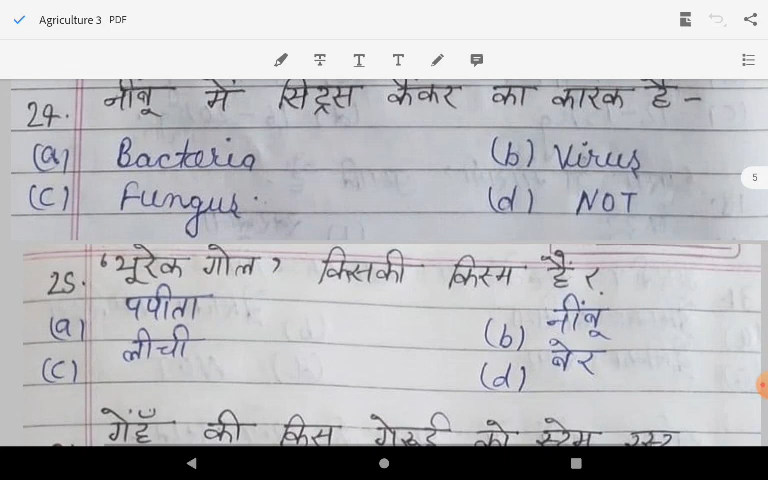 Agriculture 3 PDF
24. नींबू में सिट्रस कैंकर का कारक है -
(a) Bacteria (b) Virus
(c) Fungus. (d) NOT
5
25. 'यूरेक गोल' किसकी किस्म हैं
(a) पपीता (b) नींबू
(c) लीची (d) बेर
गेहूँ की किस गेरूई को स्टेम रस्ट